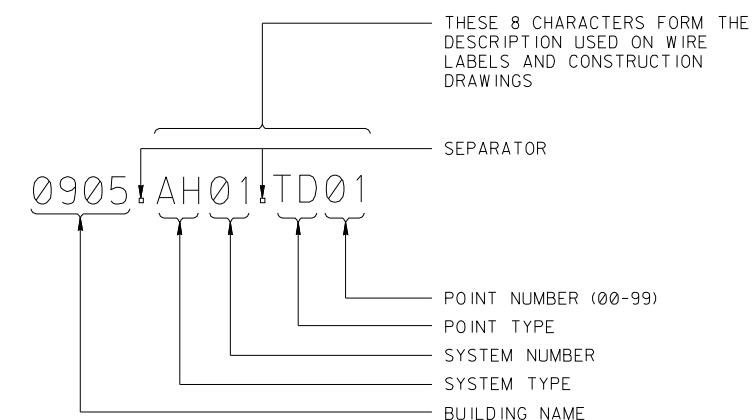 THESE 8 CHARACTERS FORM THE
DESCRIPTION USED ON WIRE
LABELS AND CONSTRUCTION
DRAWINGS
SEPARATOR
0905.AH01.TD01
POINT NUMBER (00-99)
POINT TYPE
SYSTEM NUMBER
SYSTEM TYPE
BUILDING NAME